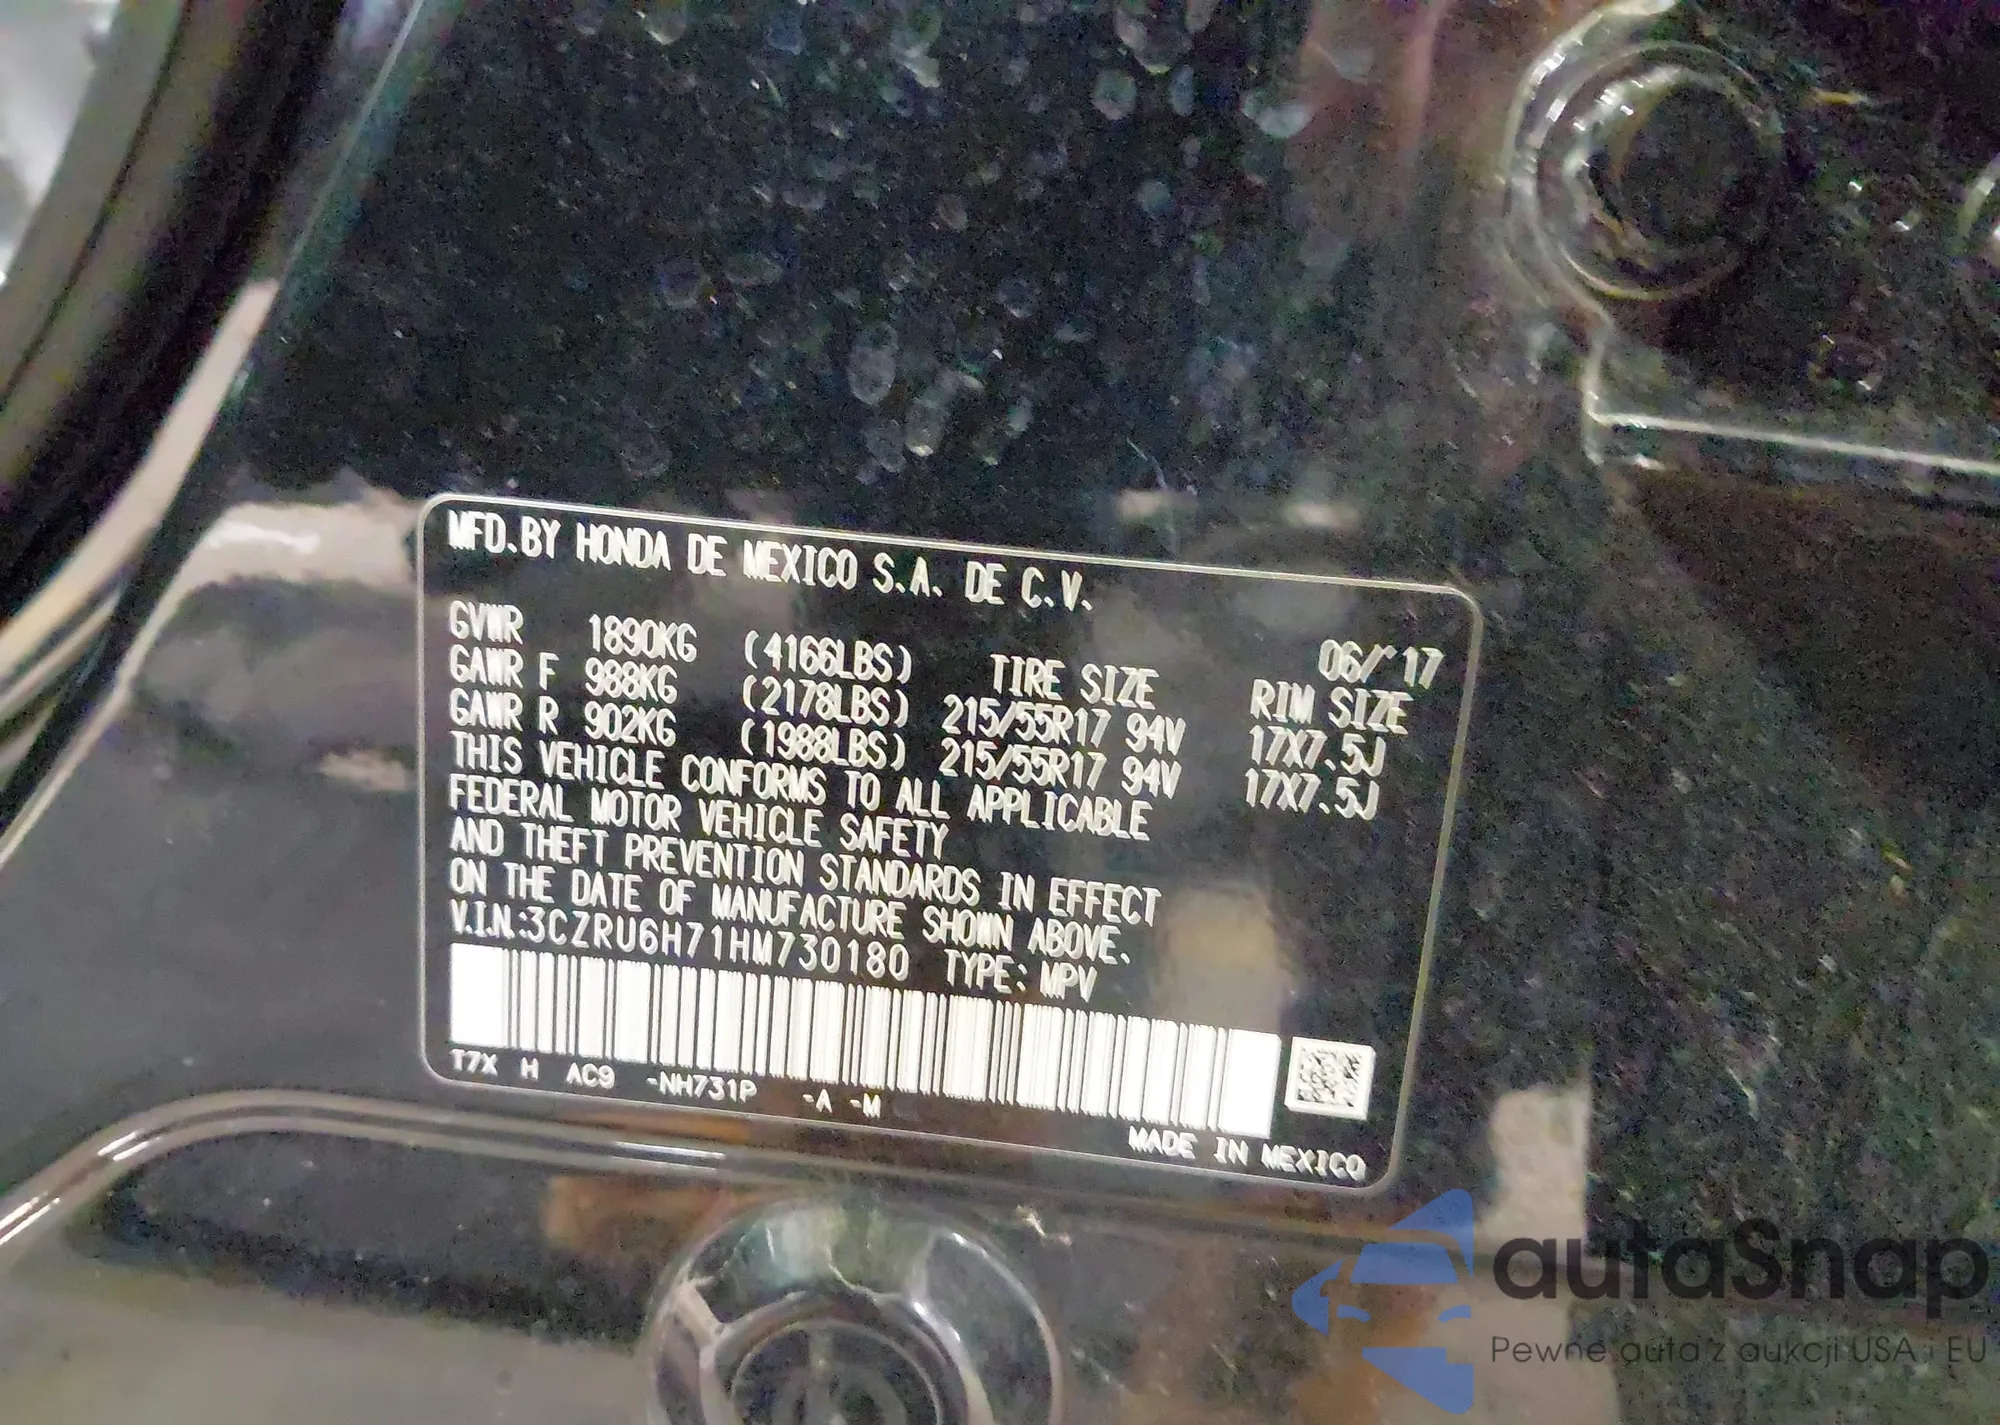 MFD.BY HONDA DE MEXICO S.A. DE C.V.
06/'17
GVWR 1890KG (4166LBS) TIRE SIZE RIM SIZE
GAWR F 988KG (2178LBS) 215/55R17 94V 17X7.5J
GAWR R 902KG (1988LBS) 215/55R17 94V 17X7.5J
THIS VEHICLE CONFORMS TO ALL APPLICABLE
FEDERAL MOTOR VEHICLE SAFETY
AND THEFT PREVENTION STANDARDS IN EFFECT
ON THE DATE OF MANUFACTURE SHOWN ABOVE.
V.I.N.:3CZRU6H71HM730180 TYPE: MPV
T7X H AC9 -NH731P -A -M
MADE IN MEXICO
autaSnap
Pewne auta z aukcji USA i EU